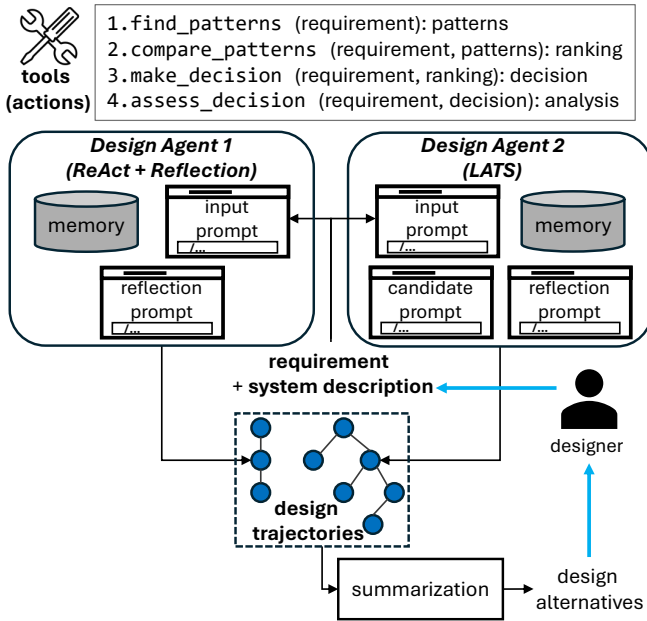 1.find_patterns (requirement): patterns
2.compare_patterns (requirement, patterns): ranking
3.make_decision (requirement, ranking): decision
4.assess_decision (requirement, decision): analysis
tools
(actions)
Design Agent 1
(ReAct + Reflection)
memory
input
prompt
/...
reflection
prompt
/...
Design Agent 2
(LATS)
input
prompt
/...
memory
candidate
prompt
/...
reflection
prompt
/...
requirement
+ system description
designer
design
trajectories
summarization
design
alternatives